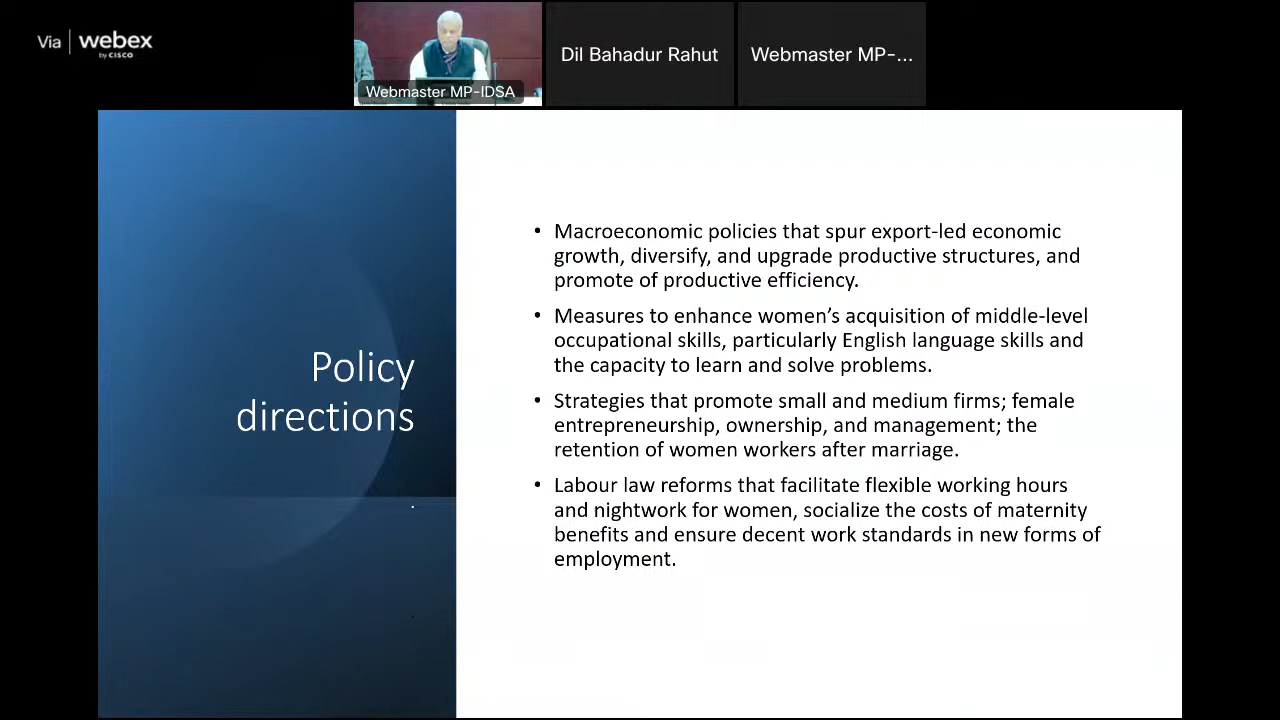 Via | webex
by CISCO
Webmaster MP-IDSA
Dil Bahadur Rahut
Webmaster MP-...
Policy
directions
• Macroeconomic policies that spur export-led economic
growth, diversify, and upgrade productive structures, and
promote of productive efficiency.
• Measures to enhance women’s acquisition of middle-level
occupational skills, particularly English language skills and
the capacity to learn and solve problems.
• Strategies that promote small and medium firms; female
entrepreneurship, ownership, and management; the
retention of women workers after marriage.
• Labour law reforms that facilitate flexible working hours
and nightwork for women, socialize the costs of maternity
benefits and ensure decent work standards in new forms of
employment.